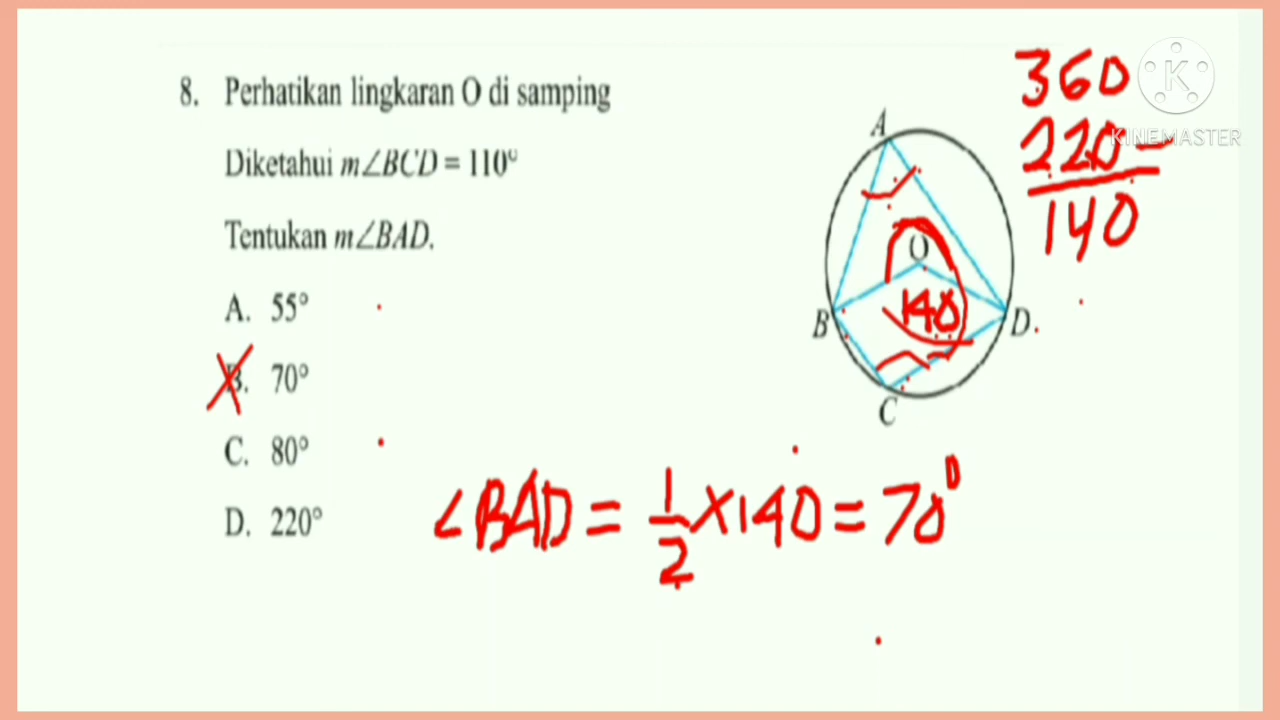 8. Perhatikan lingkaran O di samping
Diketahui m∠BCD = 110°
Tentukan m∠BAD.
A. 55°
B. 70°
C. 80°
D. 220°
A
O
B
D
C
140
360
220 −
140
K
KINEMASTER
∠BAD = 1/2 × 140 = 70°